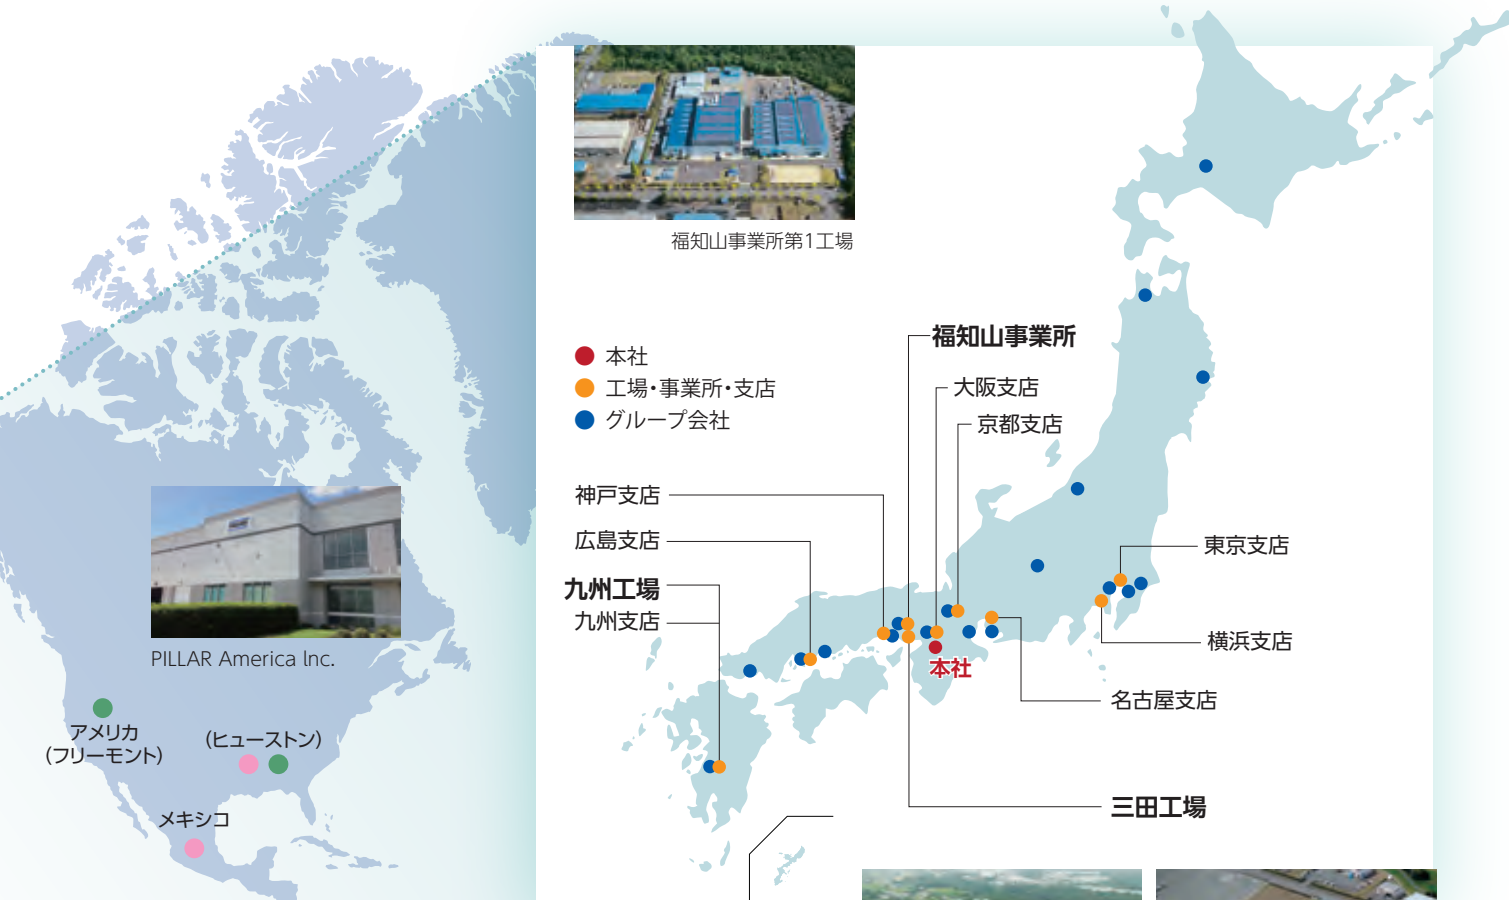 福知山事業所第1工場
本社
工場・事業所・支店
グループ会社
福知山事業所
大阪支店
京都支店
神戸支店
広島支店
九州工場
九州支店
東京支店
横浜支店
本社
名古屋支店
三田工場
PILLAR America Inc.
アメリカ
(フリーモント)
(ヒューストン)
メキシコ